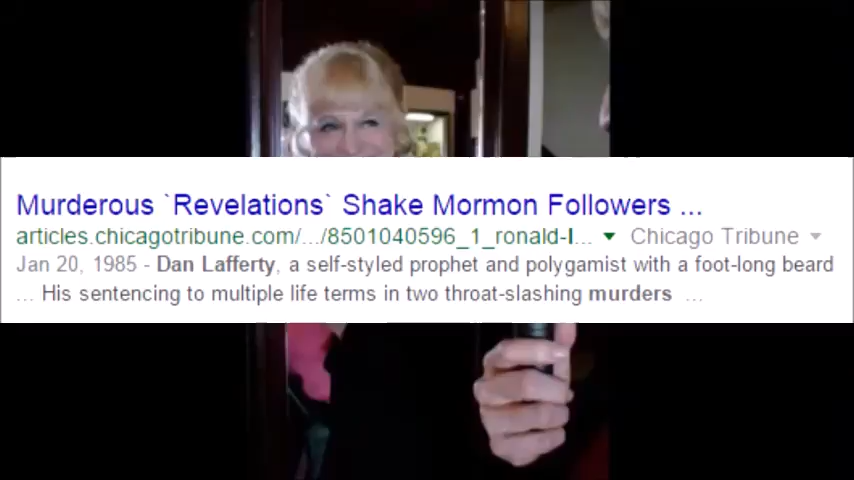 Murderous `Revelations` Shake Mormon Followers ...
articles.chicagotribune.com/.../8501040596_1_ronald-l... Chicago Tribune
Jan 20, 1985 - Dan Lafferty, a self-styled prophet and polygamist with a foot-long beard
... His sentencing to multiple life terms in two throat-slashing murders ...